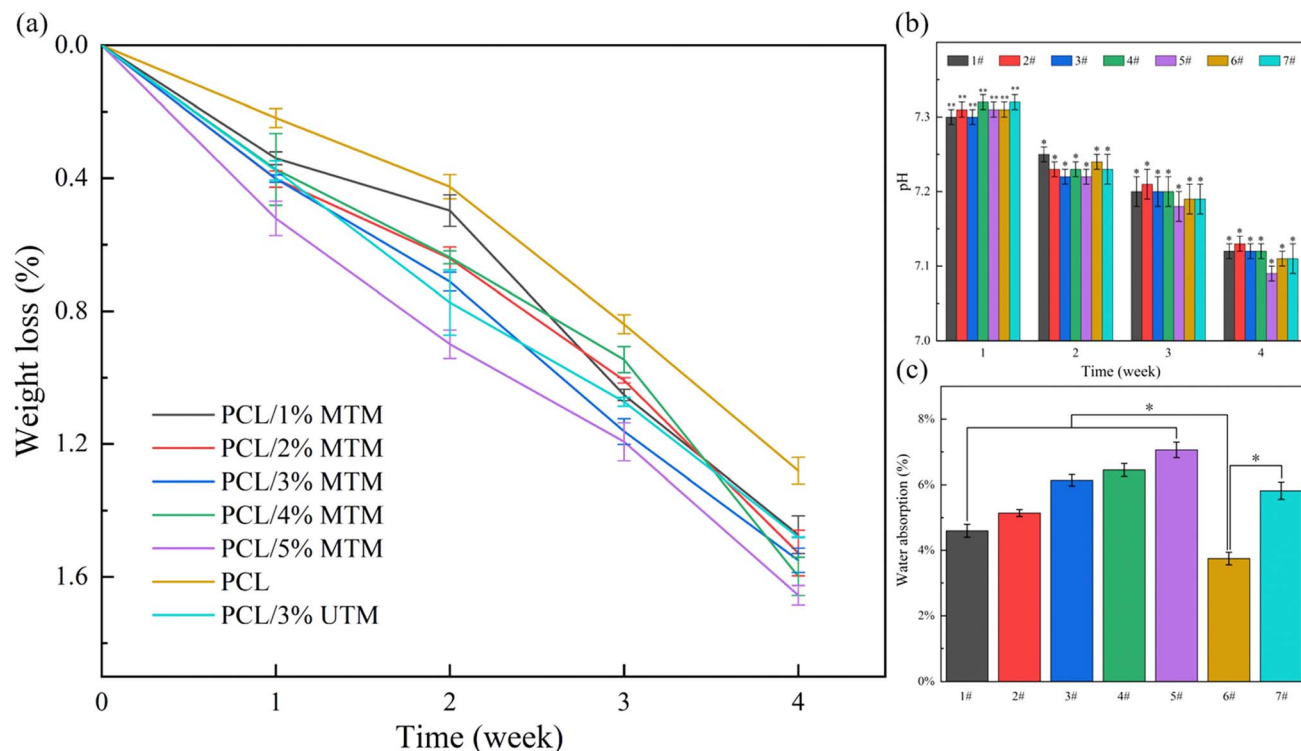 (a)
0.0
0.4
0.8
1.2
1.6
Weight loss (%)
PCL/1% MTM
PCL/2% MTM
PCL/3% MTM
PCL/4% MTM
PCL/5% MTM
PCL
PCL/3% UTM
0 1 2 3 4
Time (week)
(b)
1# 2# 3# 4# 5# 6# 7#
7.3
7.2
7.1
7.0
pH
** ** ** ** ** ** **
* * * * * * *
* * * * * * *
* * * * * * *
1 2 3 4
Time (week)
(c)
8%
6%
4%
2%
0%
Water absorption (%)
*
*
1# 2# 3# 4# 5# 6# 7#